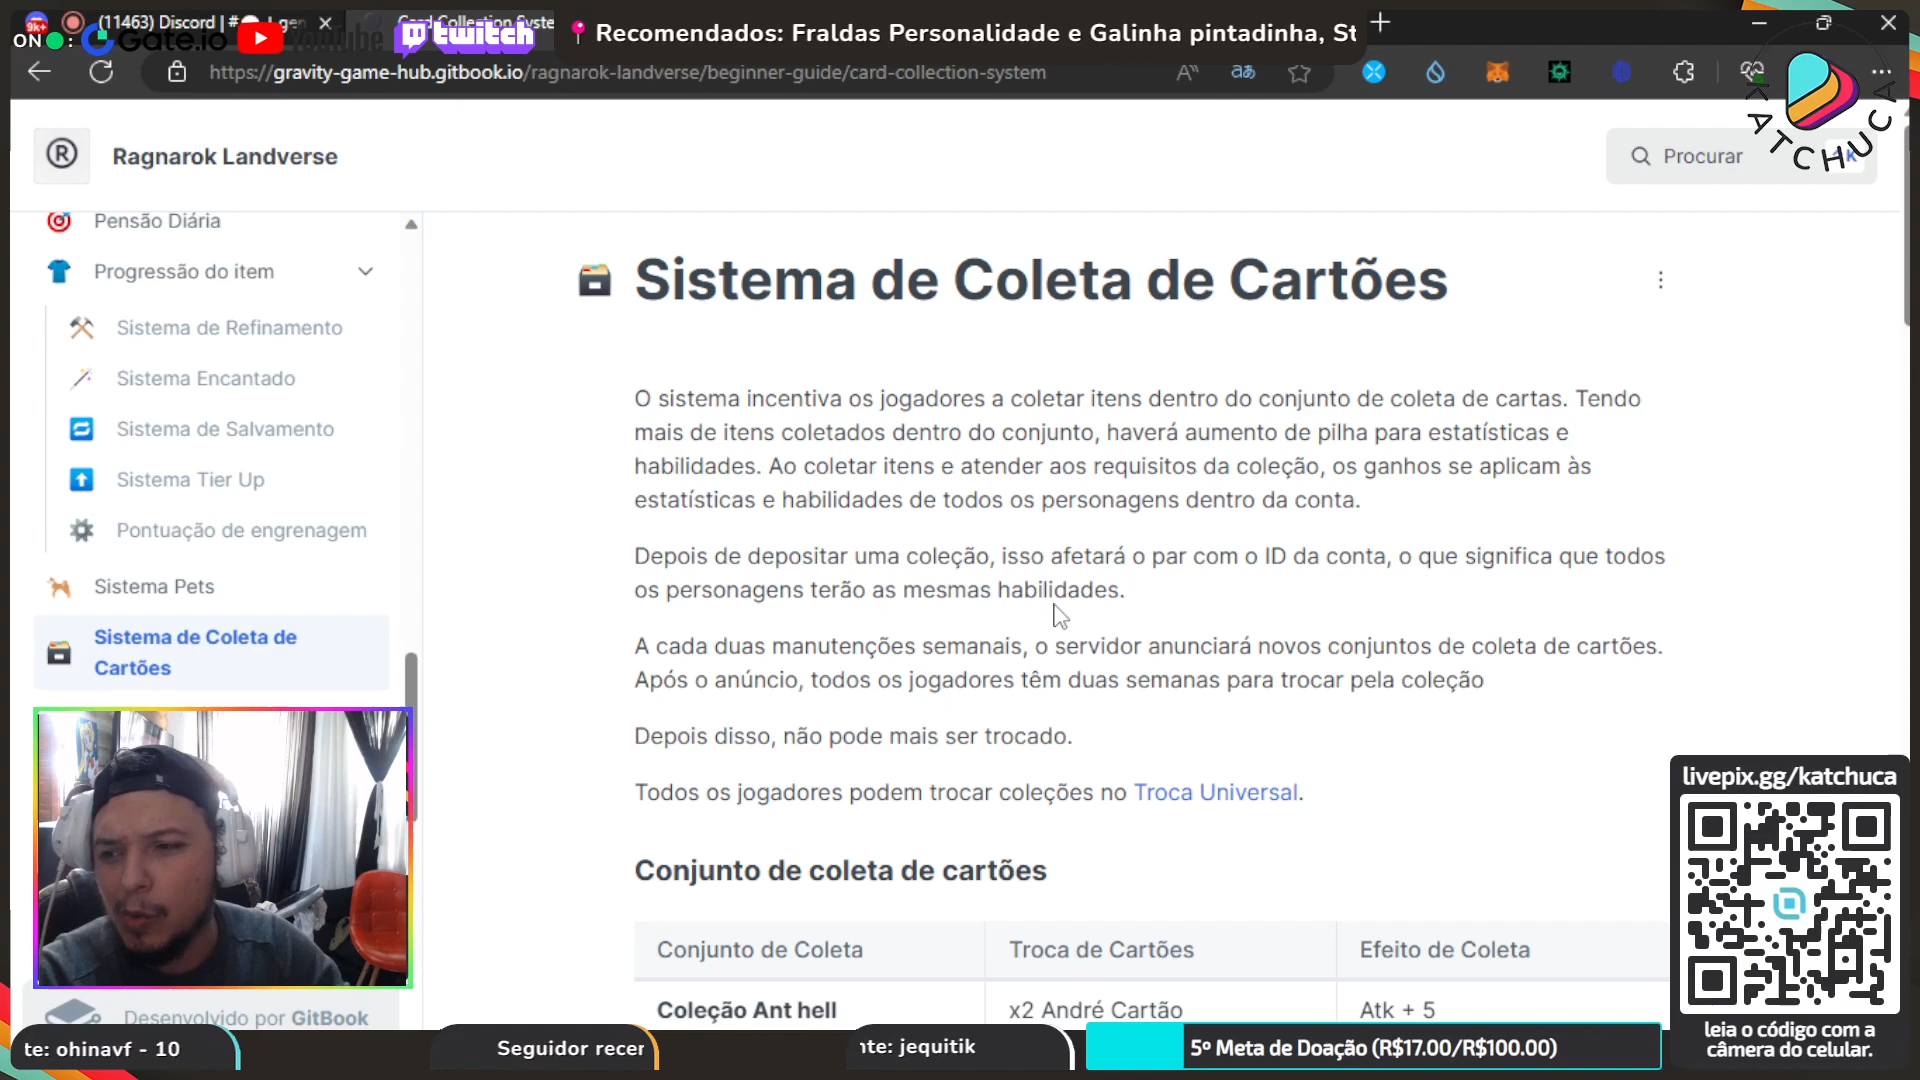 (11463) Discord | #
Card Collection Syste
ON
:
Gate.io
YouTube
twitch
Recomendados: Fraldas Personalidade e Galinha pintadinha, St
https://gravity-game-hub.gitbook.io/ragnarok-landverse/beginner-guide/card-collection-system
KATCHUCA
Ragnarok Landverse
Procurar
Pensão Diária
Progressão do item
Sistema de Refinamento
Sistema Encantado
Sistema de Salvamento
Sistema Tier Up
Pontuação de engrenagem
Sistema Pets
Sistema de Coleta de
Cartões
Desenvolvido por GitBook
Sistema de Coleta de Cartões
O sistema incentiva os jogadores a coletar itens dentro do conjunto de coleta de cartas. Tendo
mais de itens coletados dentro do conjunto, haverá aumento de pilha para estatísticas e
habilidades. Ao coletar itens e atender aos requisitos da coleção, os ganhos se aplicam às
estatísticas e habilidades de todos os personagens dentro da conta.
Depois de depositar uma coleção, isso afetará o par com o ID da conta, o que significa que todos
os personagens terão as mesmas habilidades.
A cada duas manutenções semanais, o servidor anunciará novos conjuntos de coleta de cartões.
Após o anúncio, todos os jogadores têm duas semanas para trocar pela coleção
Depois disso, não pode mais ser trocado.
Todos os jogadores podem trocar coleções no Troca Universal.
Conjunto de coleta de cartões
Conjunto de Coleta Troca de Cartões Efeito de Coleta
Coleção Ant hell x2 André Cartão Atk + 5
livepix.gg/katchuca
leia o código com a
câmera do celular.
te: ohinavf - 10
Seguidor recer
nte: jequitik
5º Meta de Doação (R$17.00/R$100.00)